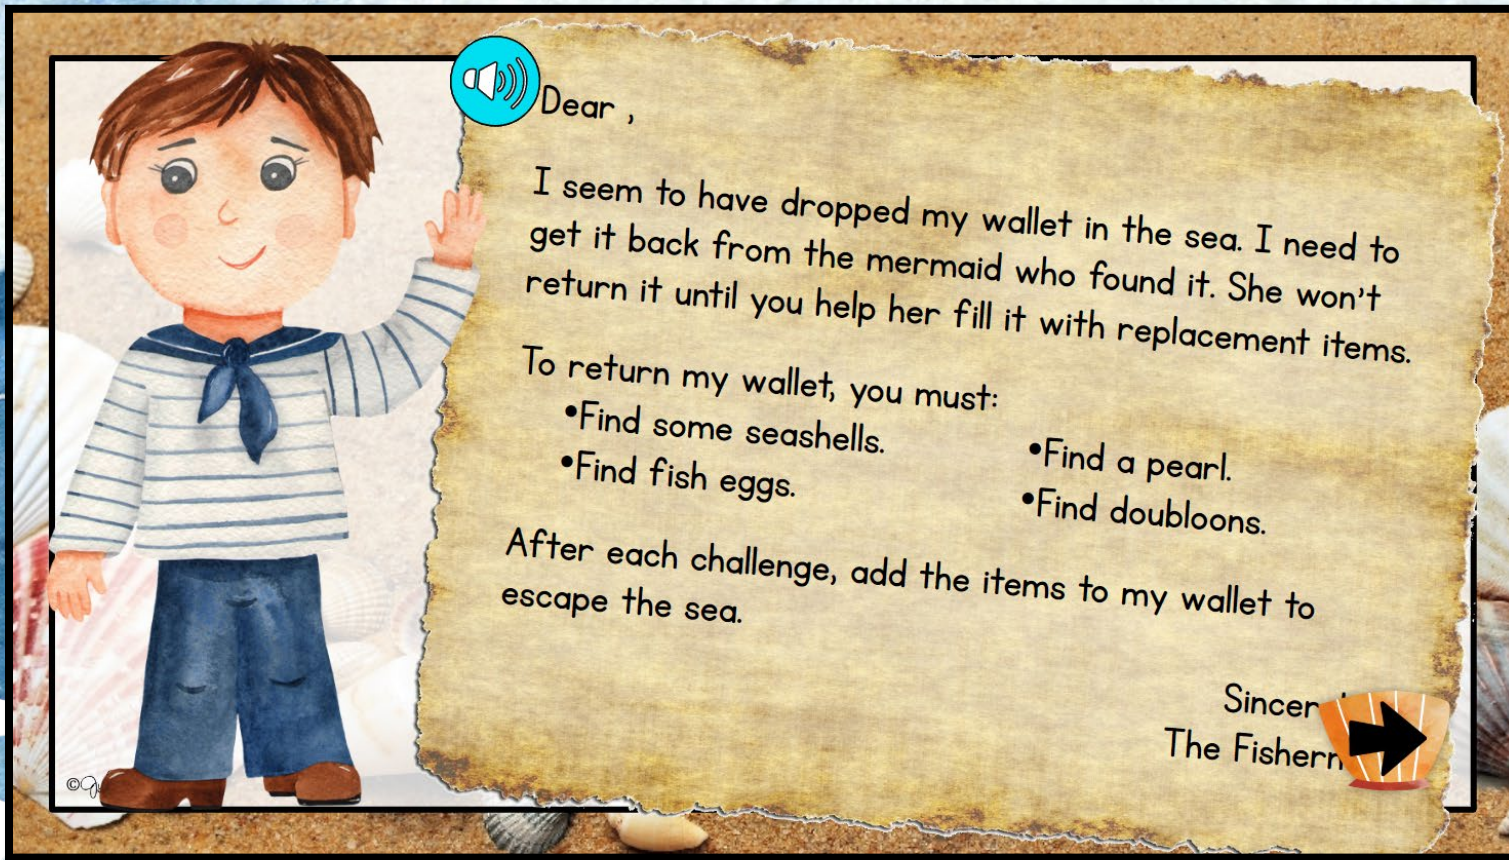 Dear ,
I seem to have dropped my wallet in the sea. I need to
get it back from the mermaid who found it. She won't
return it until you help her fill it with replacement items.
To return my wallet, you must:
•Find some seashells.
•Find fish eggs.
•Find a pearl.
•Find doubloons.
After each challenge, add the items to my wallet to
escape the sea.
The
©